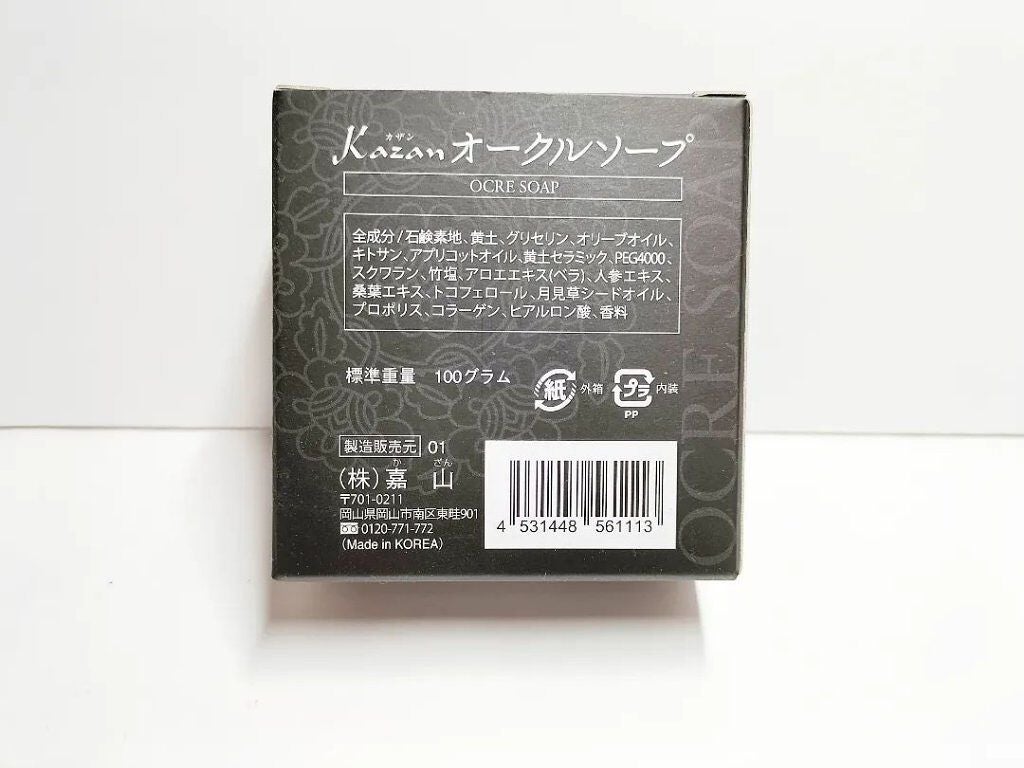 カザン
Kazanオークルソープ
OCRE SOAP
全成分/石鹸素地、黄土、グリセリン、オリーブオイル、
キトサン、アプリコットオイル、黄土セラミック、PEG4000、
スクワラン、竹塩、アロエエキス(ベラ)、人参エキス、
桑葉エキス、トコフェロール、月見草シードオイル、
プロポリス、コラーゲン、ヒアルロン酸、香料
標準重量 100グラム
紙 外箱 プラ 内装
PP
製造販売元 01
か ざん
(株)嘉 山
〒701-0211
岡山県岡山市南区東畦901
0120-771-772
(Made in KOREA)
4 531448 561113
OCRE SOAP